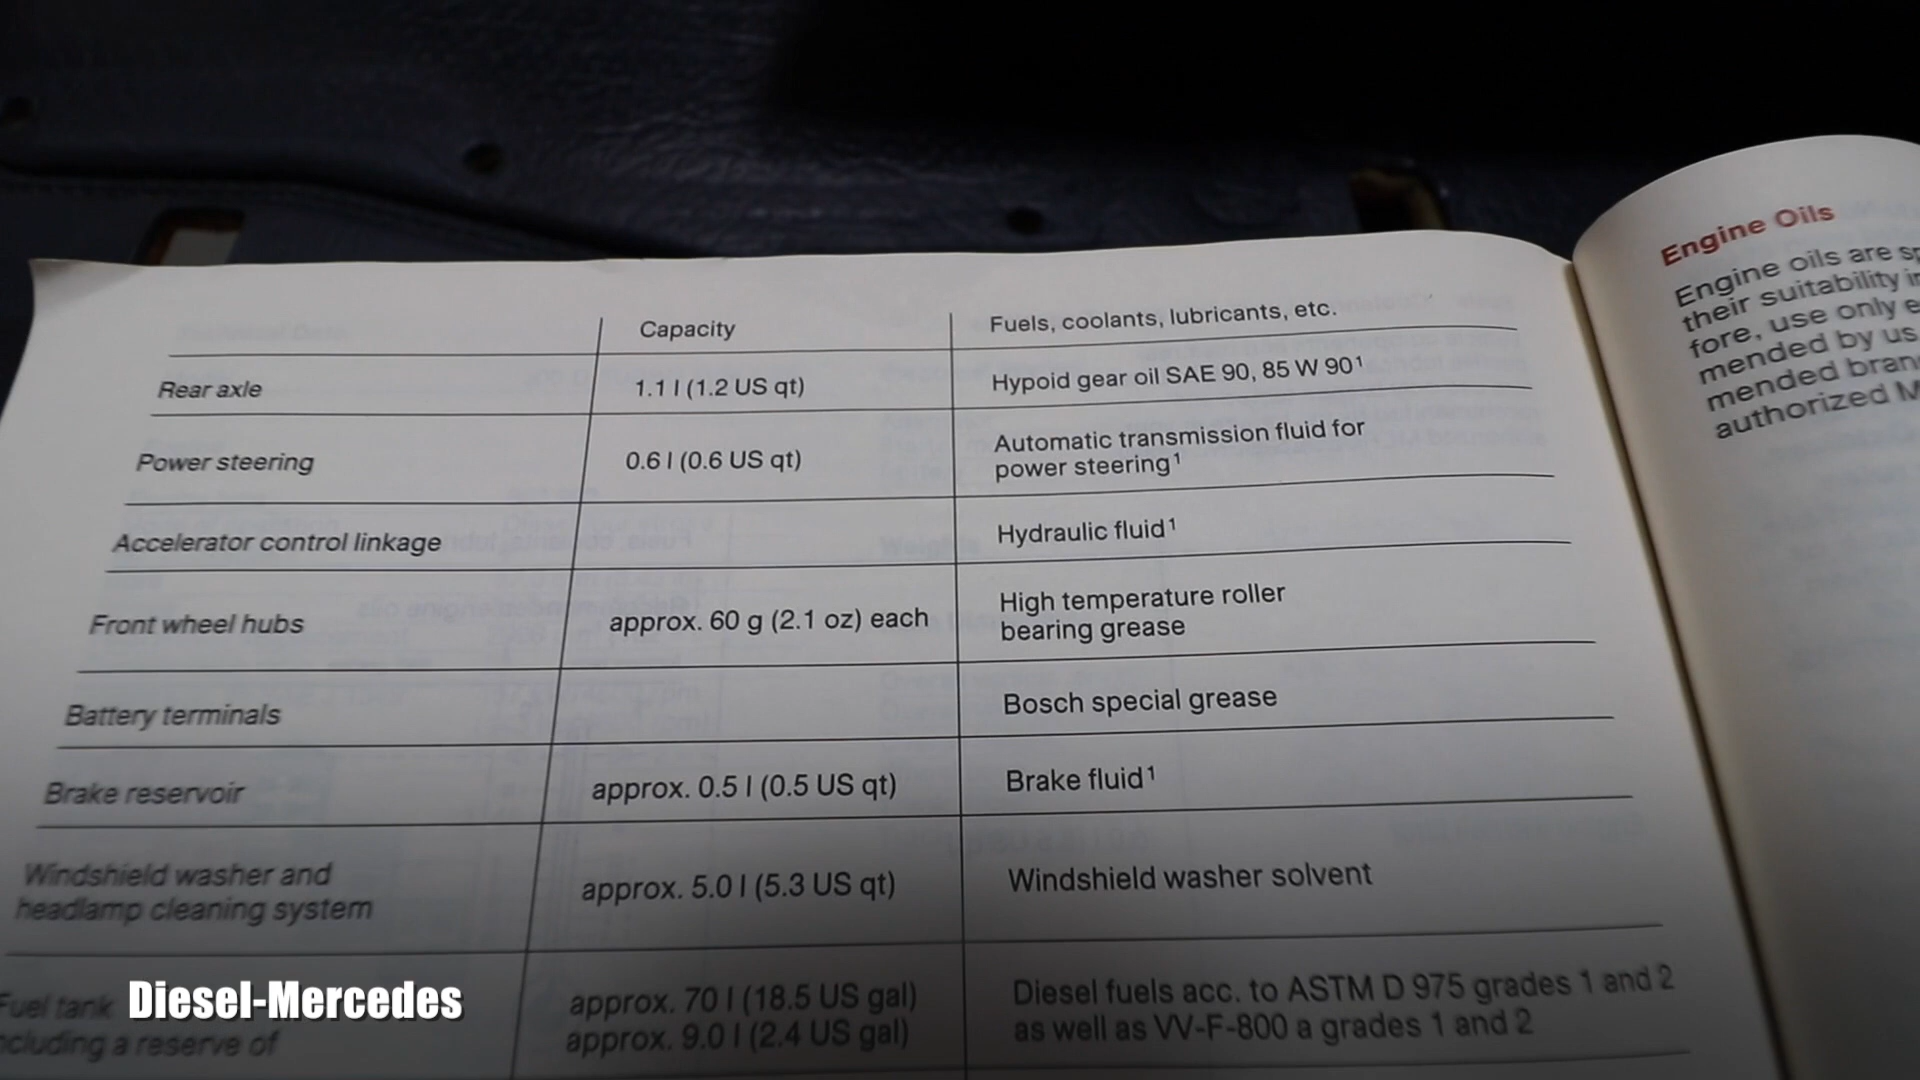 Capacity
Fuels, coolants, lubricants, etc.
Rear axle
1.1 l (1.2 US qt)
Hypoid gear oil SAE 90, 85 W 90¹
Power steering
0.6 l (0.6 US qt)
Automatic transmission fluid for
power steering¹
Accelerator control linkage
Hydraulic fluid¹
Front wheel hubs
approx. 60 g (2.1 oz) each
High temperature roller
bearing grease
Battery terminals
Bosch special grease
Brake reservoir
approx. 0.5 l (0.5 US qt)
Brake fluid¹
Windshield washer and
headlamp cleaning system
approx. 5.0 l (5.3 US qt)
Windshield washer solvent
Fuel tank
ncluding a reserve of
approx. 70 l (18.5 US gal)
approx. 9.0 l (2.4 US gal)
Diesel fuels acc. to ASTM D 975 grades 1 and 2
as well as VV-F-800 a grades 1 and 2
Engine Oils
Engine oils are sp
their suitability in
fore, use only e
mended by us
mended bran
authorized M
Diesel-Mercedes